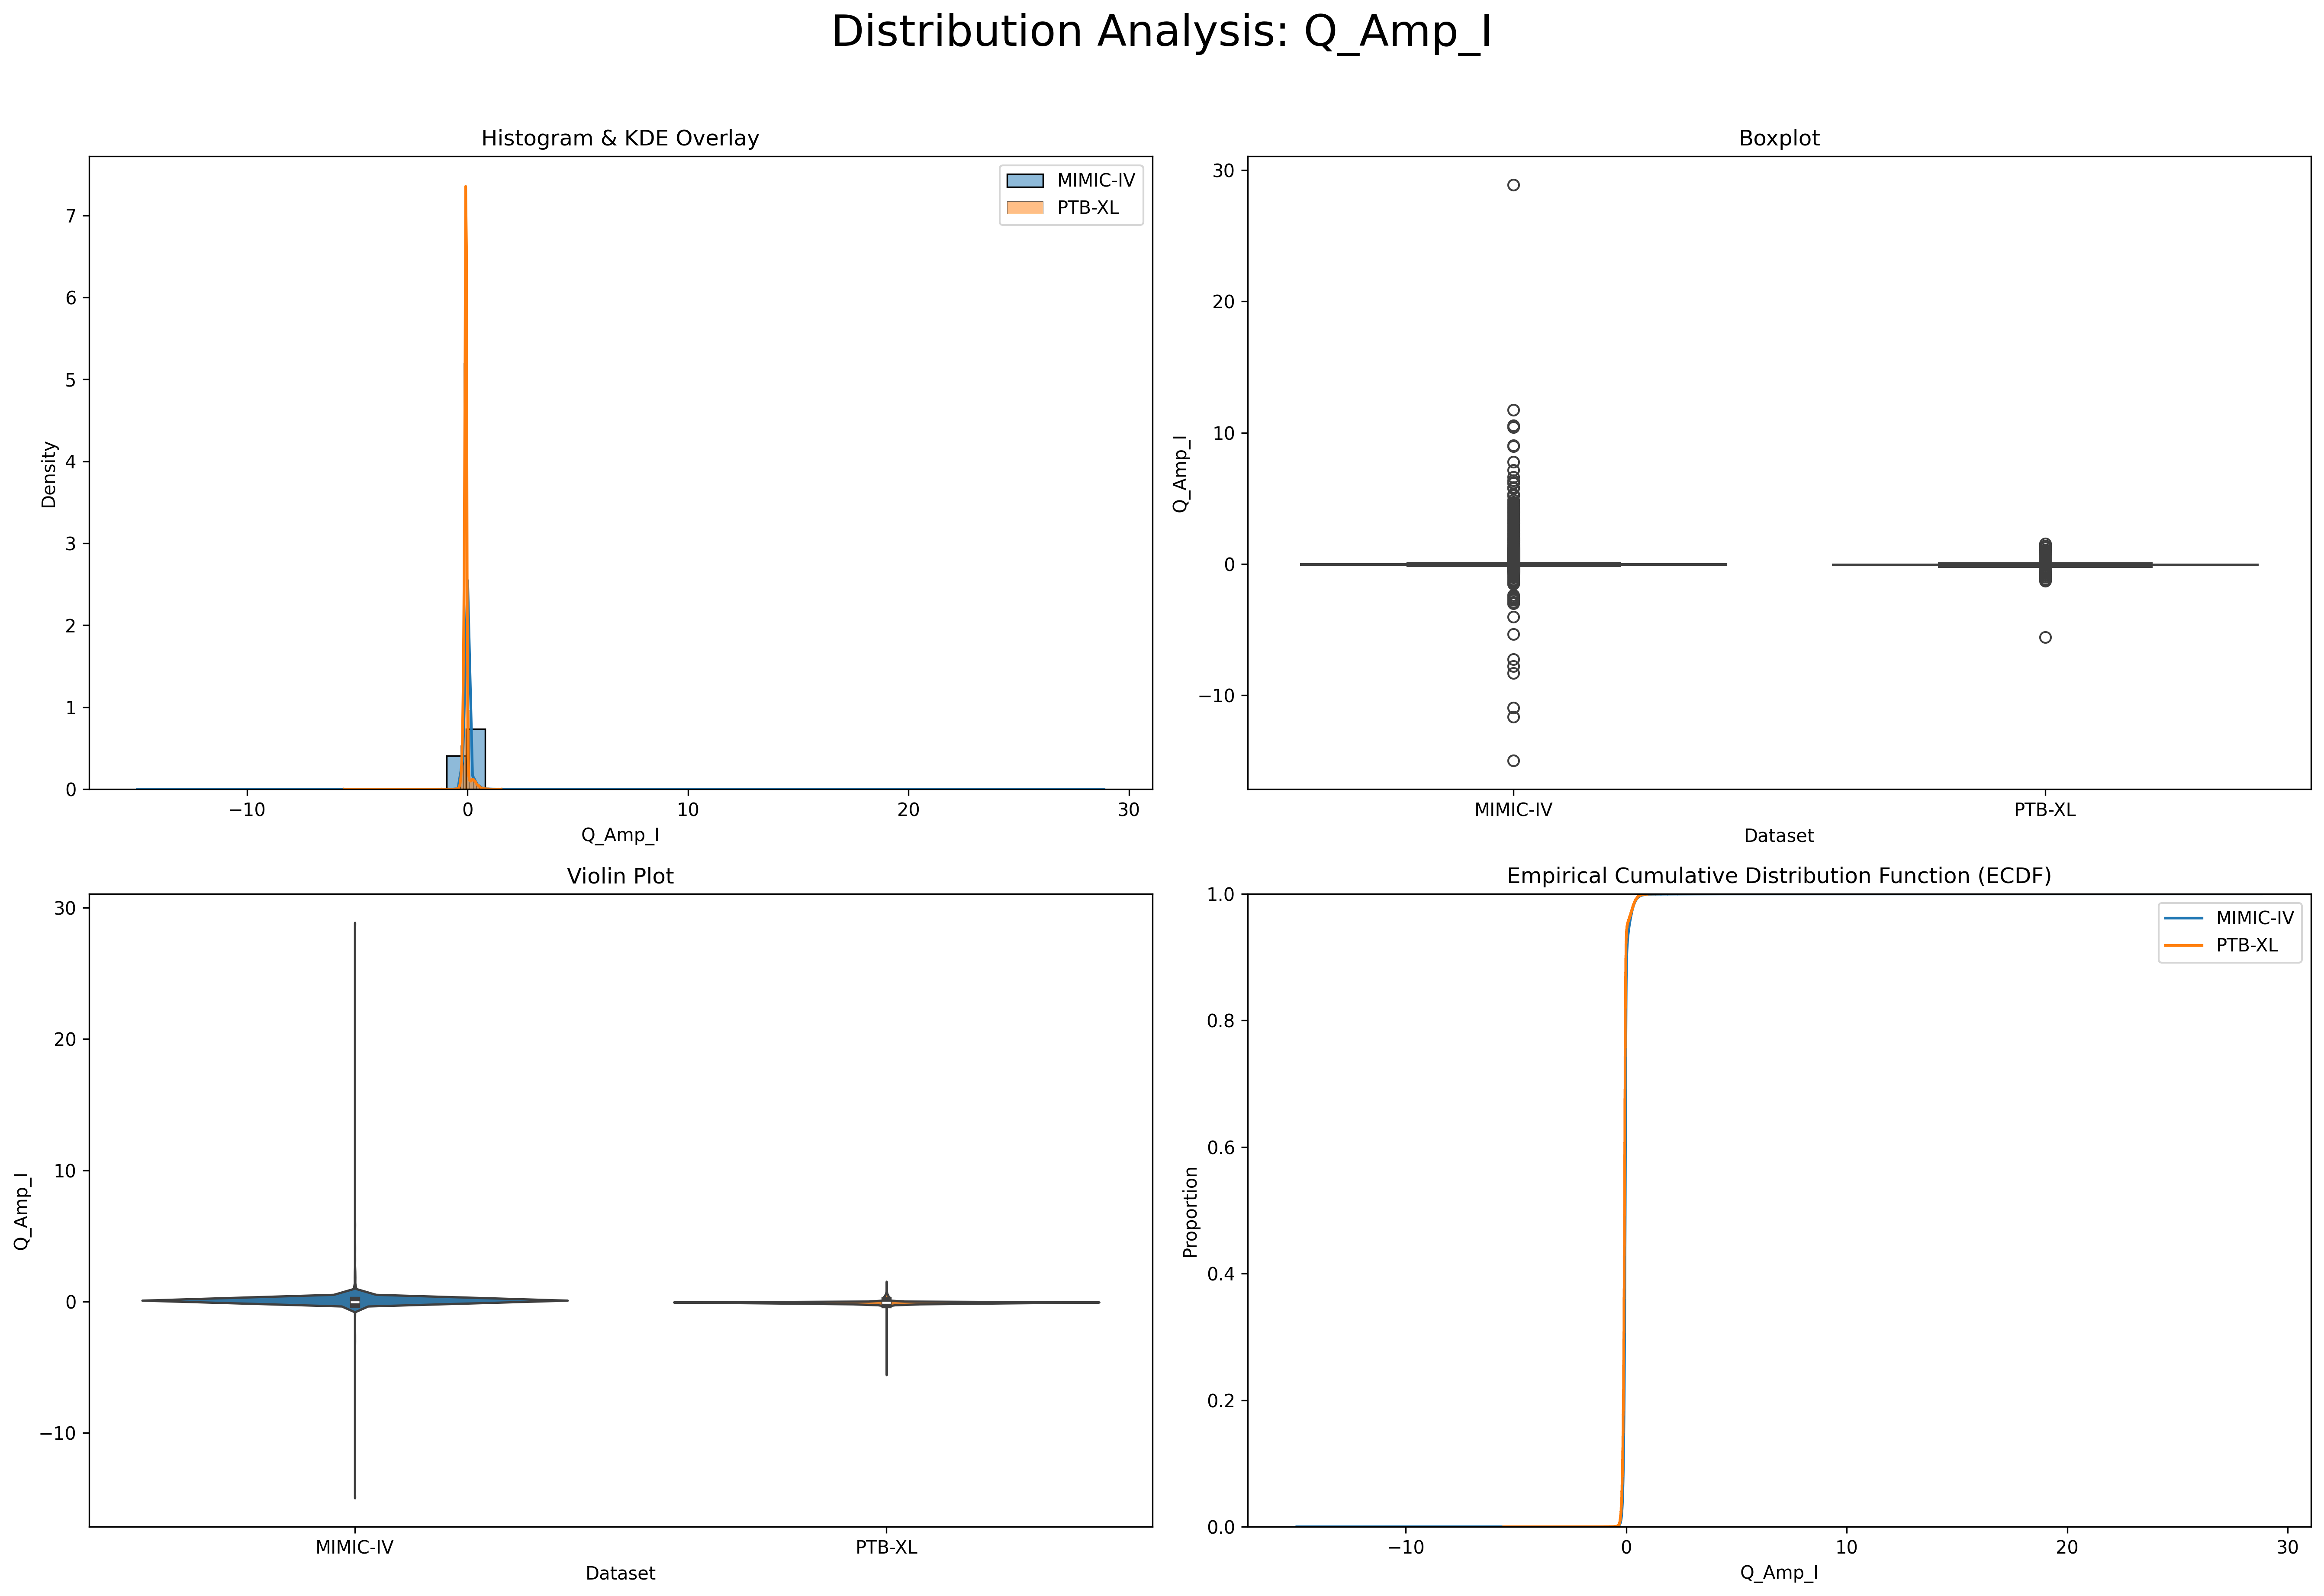 Distribution Analysis: Q_Amp_I
Histogram & KDE Overlay
MIMIC-IV
PTB-XL
7
6
5
4
3
2
1
0
Density
−10
0
10
20
30
Q_Amp_I
Boxplot
30
20
10
0
−10
Q_Amp_I
MIMIC-IV
PTB-XL
Dataset
Violin Plot
30
20
10
0
−10
Q_Amp_I
MIMIC-IV
PTB-XL
Dataset
Empirical Cumulative Distribution Function (ECDF)
MIMIC-IV
PTB-XL
1.0
0.8
0.6
0.4
0.2
0.0
Proportion
−10
0
10
20
30
Q_Amp_I